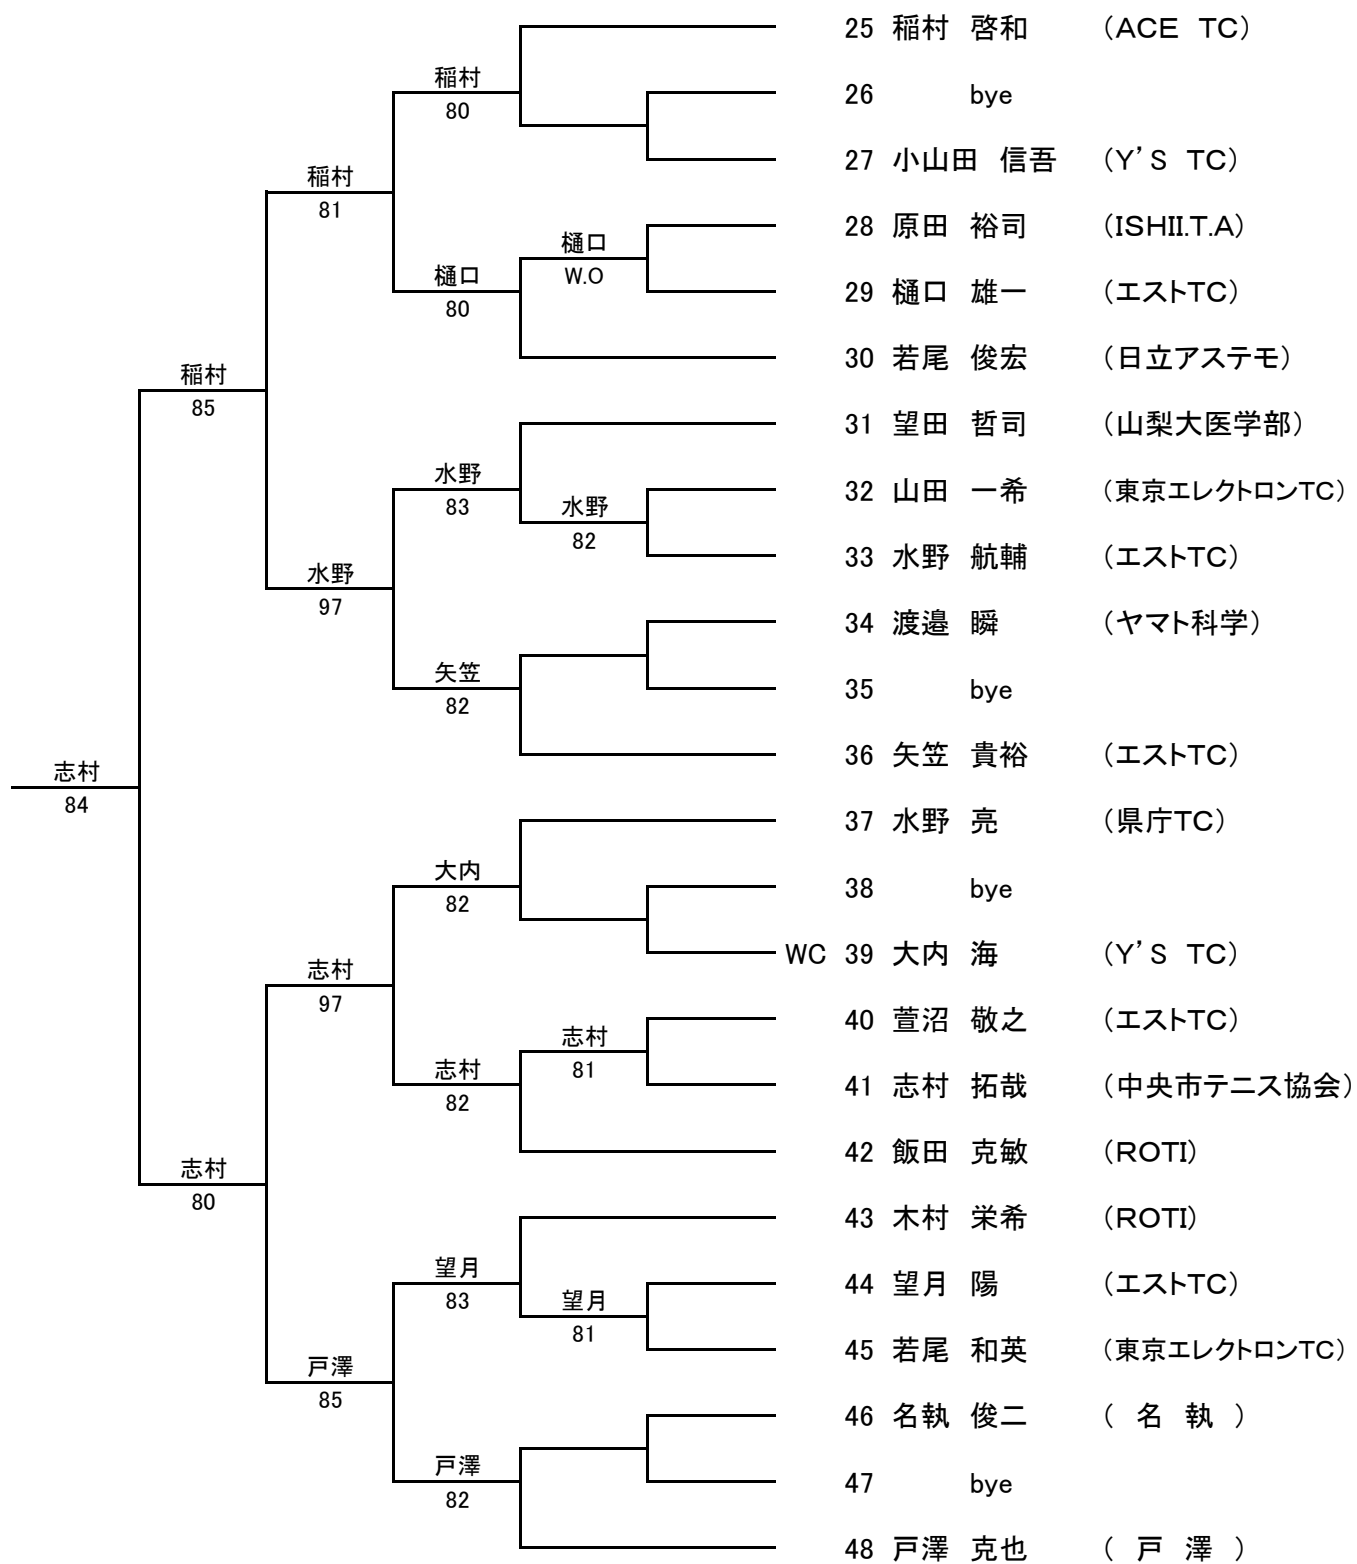 25 稲村 啓和 (ACE TC)
稲村
80
26 bye
27 小山田 信吾 (Y'S TC)
稲村
81
28 原田 裕司 (ISHII.T.A)
樋口
W.O
樋口
80
29 樋口 雄一 (エストTC)
30 若尾 俊宏 (日立アステモ)
稲村
85
31 望田 哲司 (山梨大医学部)
水野
83
32 山田 一希 (東京エレクトロンTC)
水野
82
33 水野 航輔 (エストTC)
水野
97
34 渡邉 瞬 (ヤマト科学)
矢笠
82
35 bye
36 矢笠 貴裕 (エストTC)
志村
84
37 水野 亮 (県庁TC)
大内
82
38 bye
WC 39 大内 海 (Y'S TC)
志村
97
40 萱沼 敬之 (エストTC)
志村
81
志村
82
41 志村 拓哉 (中央市テニス協会)
42 飯田 克敏 (ROTI)
志村
80
43 木村 栄希 (ROTI)
望月
83
44 望月 陽 (エストTC)
望月
81
45 若尾 和英 (東京エレクトロンTC)
戸澤
85
46 名執 俊二 ( 名 執 )
戸澤
82
47 bye
48 戸澤 克也 ( 戸 澤 )